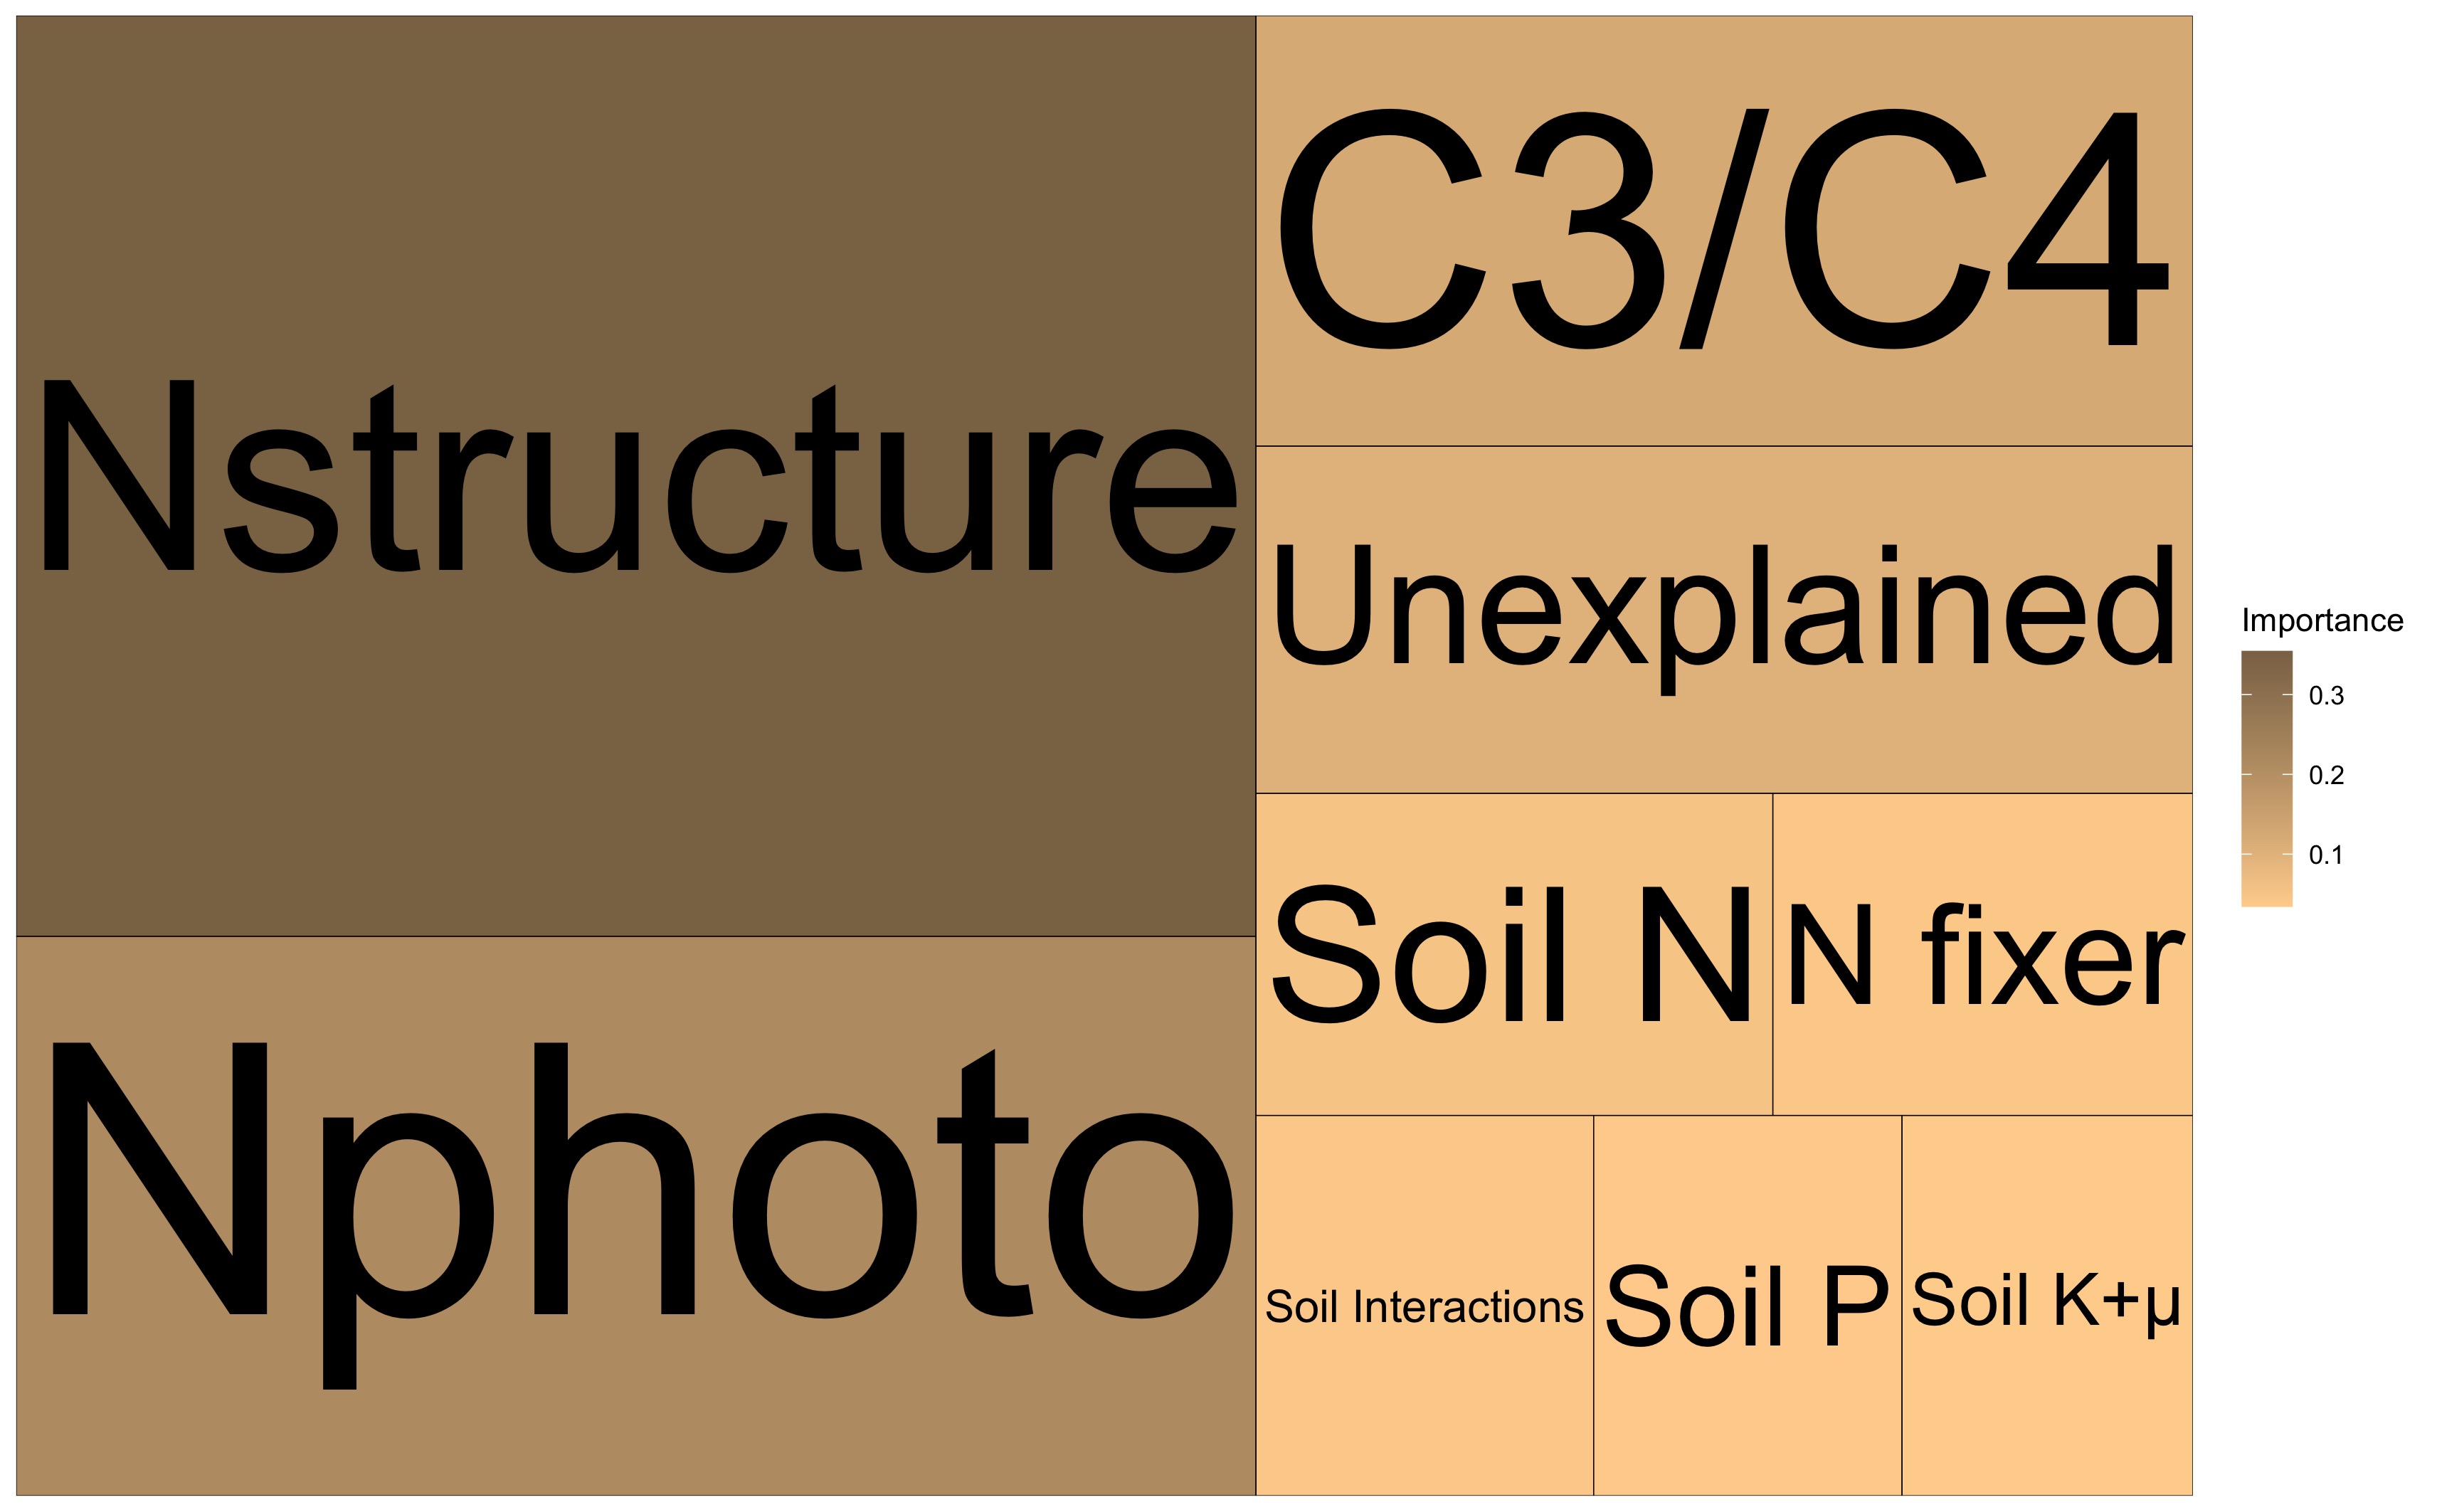 Nstructure
Nphoto
C3/C4
Unexplained
Soil N
N fixer
Soil Interactions
Soil P
Soil K+μ
Importance
0.3
0.2
0.1